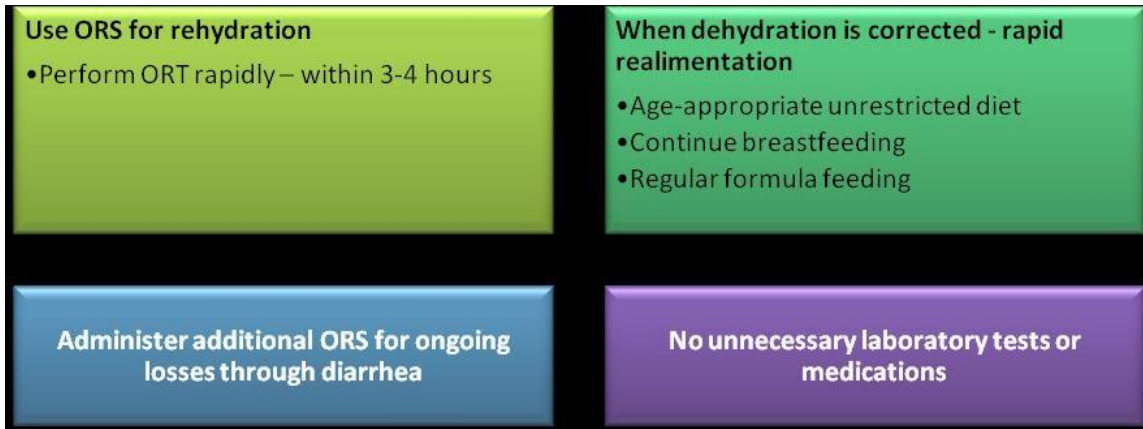 Use ORS for rehydration
•Perform ORT rapidly – within 3-4 hours
When dehydration is corrected - rapid
realimentation
•Age-appropriate unrestricted diet
•Continue breastfeeding
•Regular formula feeding
Administer additional ORS for ongoing
losses through diarrhea
No unnecessary laboratory tests or
medications